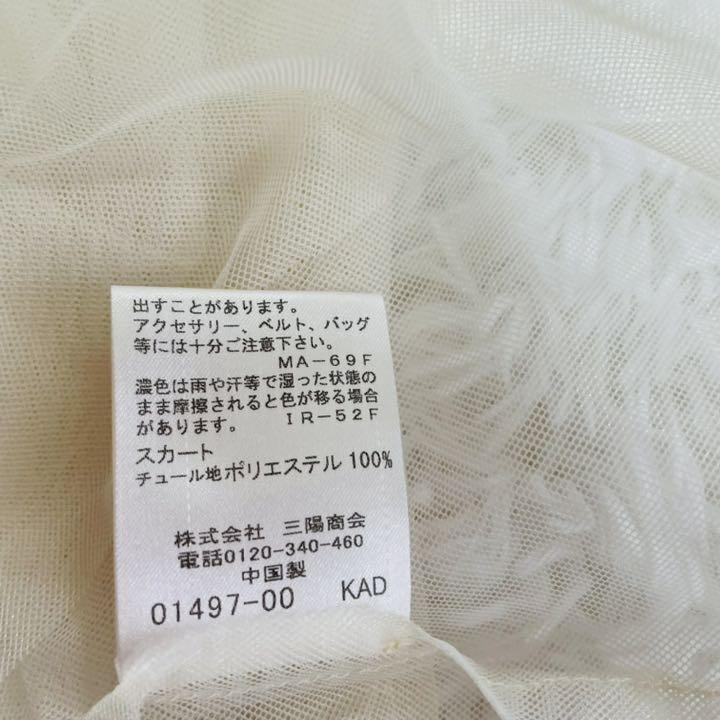 出すことがあります。
アクセサリー、ベルト、バッグ
等には十分ご注意下さい。
MA-69F
濃色は雨や汗等で湿った状態の
まま摩擦されると色が移る場合
があります。 IR-52F
スカート
チュール地 ポリエステル 100%
株式会社 三陽商会
電話0120-340-460
中国製
01497-00 KAD